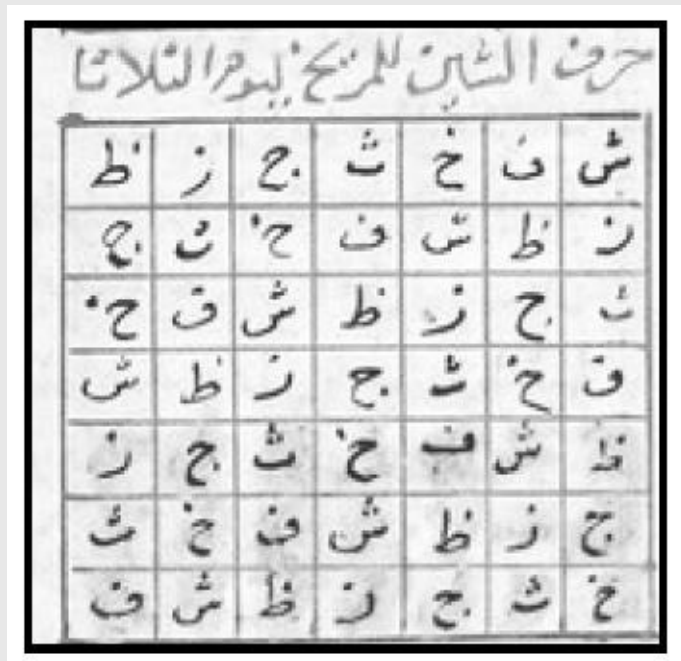 حرف الشين للمريخ ليوم الثلاثا
ش ف خ ث ج ز ظ
ز ظ ش ف خ ث ج
ث ج ز ظ ش ف خ
ف خ ث ج ز ظ ش
ظ ش ف خ ث ج ز
ج ز ظ ش ف خ ث
خ ث ج ز ظ ش ف